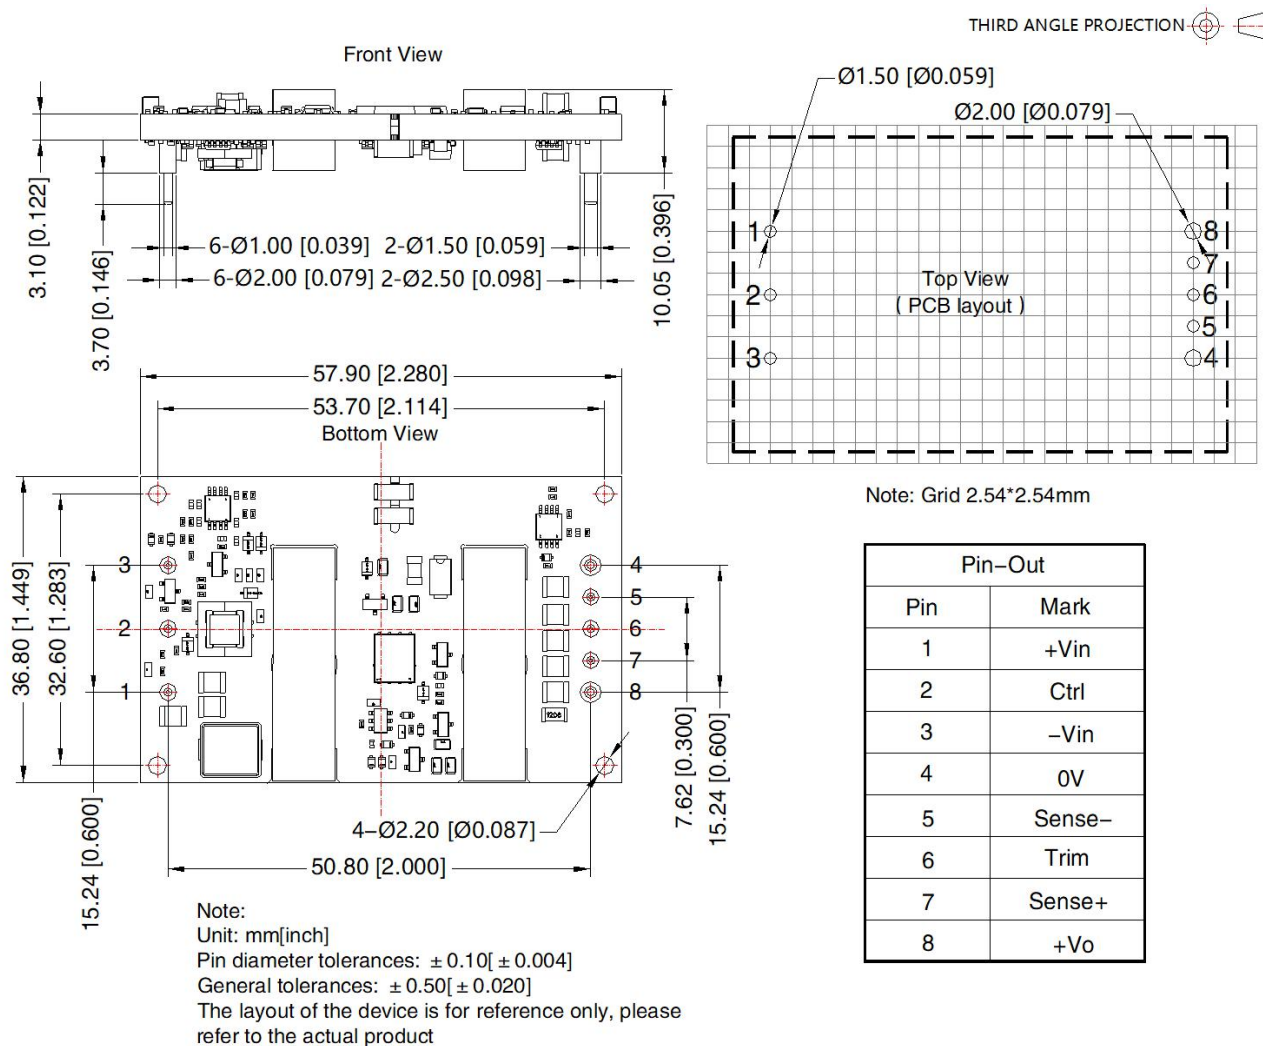 THIRD ANGLE PROJECTION
Front View
3.10 [0.122]
3.70 [0.146]
6-Ø1.00 [0.039]
2-Ø1.50 [0.059]
6-Ø2.00 [0.079]
2-Ø2.50 [0.098]
10.05 [0.396]
Ø1.50 [Ø0.059]
Ø2.00 [Ø0.079]
1
2
3
8
7
6
5
4
Top View
( PCB layout )
Note: Grid 2.54*2.54mm
57.90 [2.280]
53.70 [2.114]
Bottom View
36.80 [1.449]
32.60 [1.283]
15.24 [0.600]
3
2
1
4
5
6
7
8
1206
7.62 [0.300]
15.24 [0.600]
4-Ø2.20 [Ø0.087]
50.80 [2.000]
Pin-Out
Pin Mark
1 +Vin
2 Ctrl
3 -Vin
4 0V
5 Sense-
6 Trim
7 Sense+
8 +Vo
Note:
Unit: mm[inch]
Pin diameter tolerances: ±0.10[±0.004]
General tolerances: ±0.50[±0.020]
The layout of the device is for reference only, please
refer to the actual product